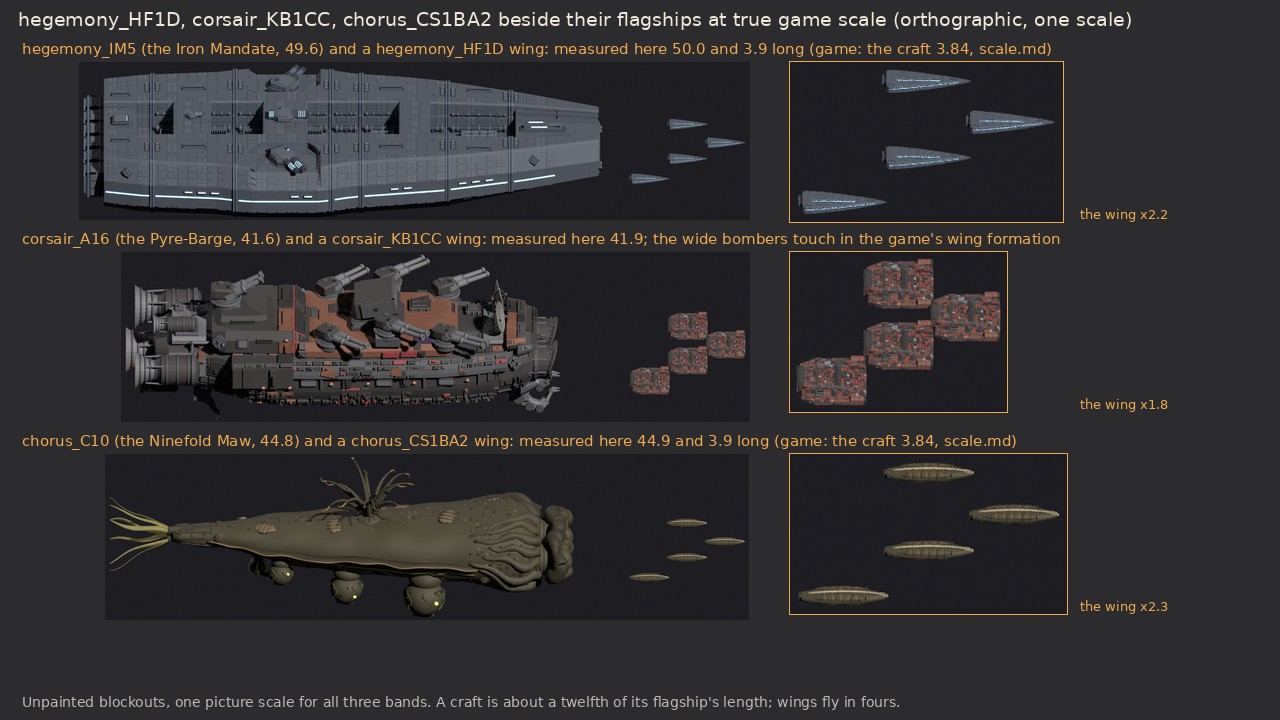 hegemony_HF1D, corsair_KB1CC, chorus_CS1BA2 beside their flagships at true game scale (orthographic, one scale)
hegemony_IM5 (the Iron Mandate, 49.6) and a hegemony_HF1D wing: measured here 50.0 and 3.9 long (game: the craft 3.84, scale.md)
the wing x2.2
corsair_A16 (the Pyre-Barge, 41.6) and a corsair_KB1CC wing: measured here 41.9; the wide bombers touch in the game's wing formation
the wing x1.8
chorus_C10 (the Ninefold Maw, 44.8) and a chorus_CS1BA2 wing: measured here 44.9 and 3.9 long (game: the craft 3.84, scale.md)
the wing x2.3
Unpainted blockouts, one picture scale for all three bands. A craft is about a twelfth of its flagship's length; wings fly in fours.